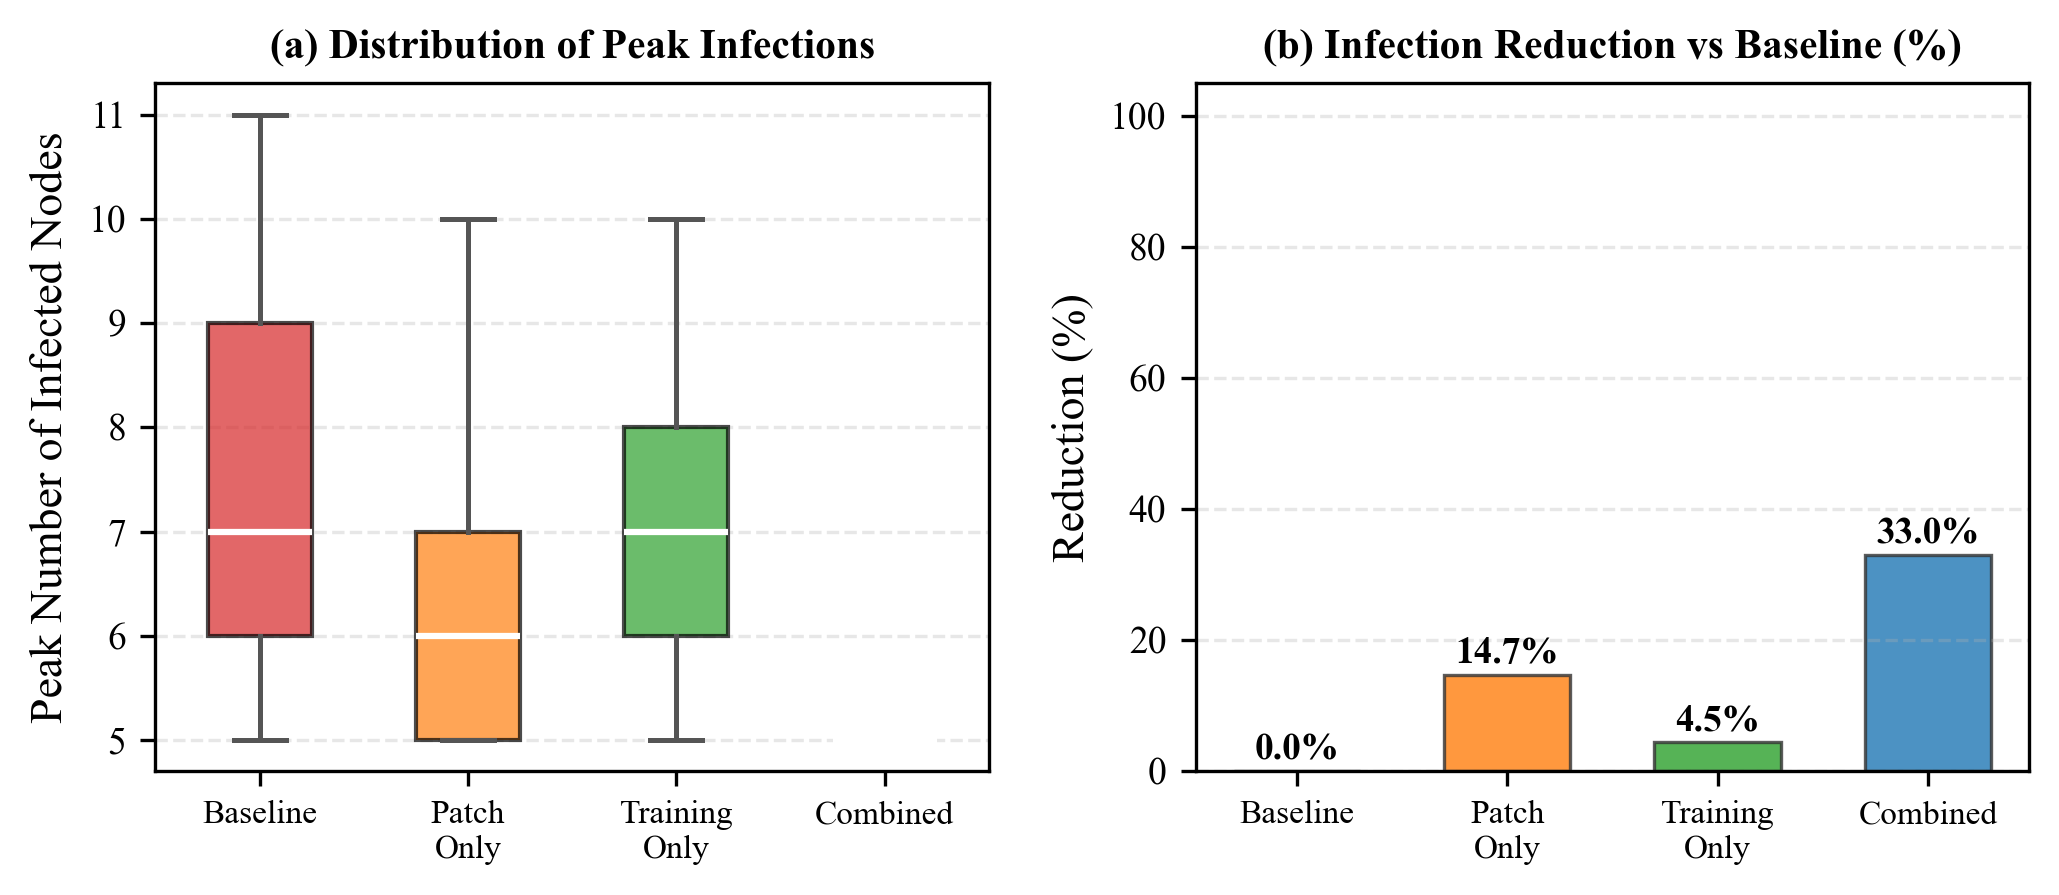 (a) Distribution of Peak Infections
Peak Number of Infected Nodes
11
10
9
8
7
6
5
Baseline
Patch
Only
Training
Only
Combined
(b) Infection Reduction vs Baseline (%)
Reduction (%)
100
80
60
40
20
0
0.0%
14.7%
4.5%
33.0%
Baseline
Patch
Only
Training
Only
Combined